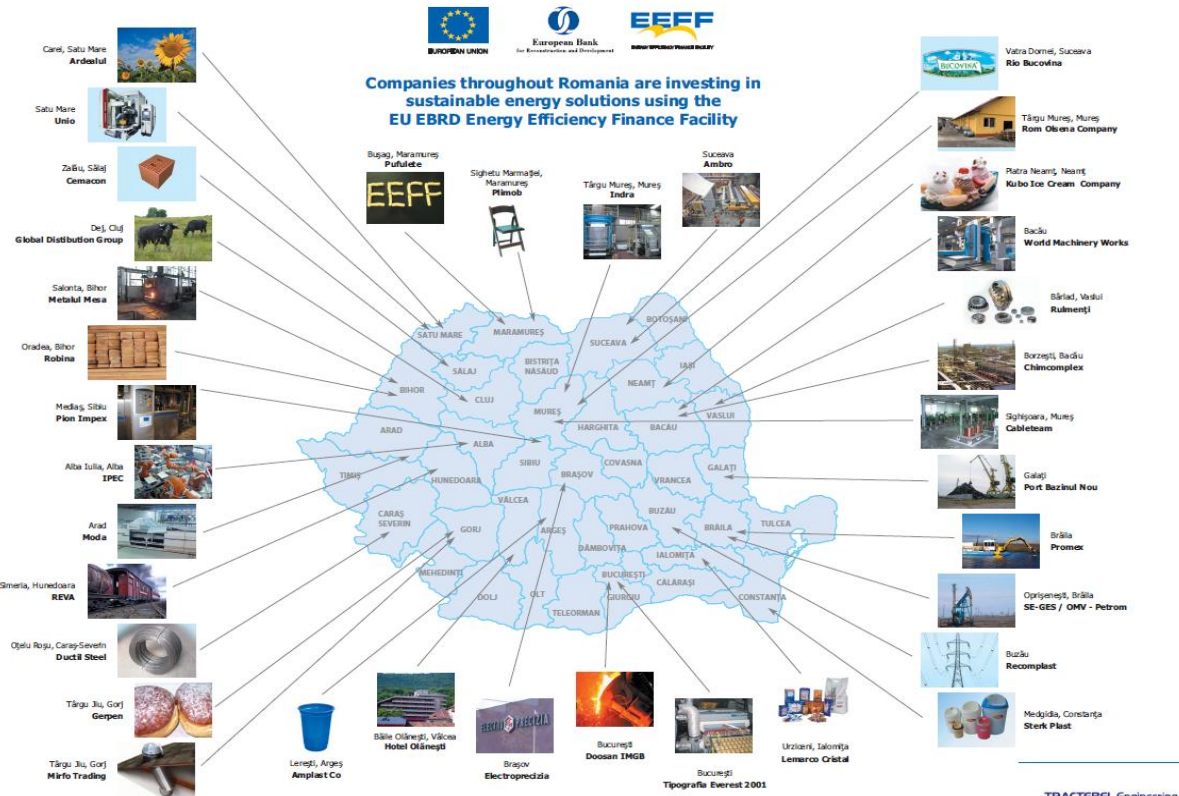 EUROPEAN UNION
European Bank
for Reconstruction and Development
EEFF
ENERGY EFFICIENCY FINANCE FACILITY
Companies throughout Romania are investing in
sustainable energy solutions using the
EU EBRD Energy Efficiency Finance Facility
Carei, Satu Mare
Ardealul
Satu Mare
Unio
Zalău, Sălaj
Cemacon
Dej, Cluj
Global Distibution Group
Salonta, Bihor
Metalul Mesa
Oradea, Bihor
Robina
Mediaş, Sibiu
Pion Impex
Alba Iulia, Alba
IPEC
Arad
Moda
Simeria, Hunedoara
REVA
Oţelu Roşu, Caraş-Severin
Ductil Steel
Târgu Jiu, Gorj
Gerpen
Târgu Jiu, Gorj
Mirfo Trading
Buşag, Maramureş
Pufulete
EEFF
Sighetu Marmaţiei,
Maramureş
Plimob
Târgu Mureş, Mureş
Indra
Suceava
Ambro
SATU MARE
MARAMUREŞ
SUCEAVA
BOTOŞANI
SALAJ
BISTRIŢA
NASAUD
NEAMŢ
IAŞI
BIHOR
CLUJ
MUREŞ
HARGHITA
BACĂU
VASLUI
ARAD
ALBA
SIBIU
BRAŞOV
COVASNA
VRANCEA
GALAŢI
TIMIŞ
HUNEDOARA
VÂLCEA
CARAŞ
SEVERIN
GORJ
ARGEŞ
PRAHOVA
BUZĂU
BRĂILA
TULCEA
DÂMBOVIŢA
IALOMIŢA
MEHEDINŢI
DOLJ
OLT
TELEORMAN
BUCUREŞTI
GIURGIU
CĂLĂRAŞI
CONSTANŢA
BUCOVINA
Vatra Dornei, Suceava
Rio Bucovina
Târgu Mureş, Mureş
Rom Olsena Company
Piatra Neamţ, Neamţ
Kubo Ice Cream Company
Bacău
World Machinery Works
Bârlad, Vaslui
Rulmenţi
Borzeşti, Bacău
Chimcomplex
Sighişoara, Mureş
Cableteam
Galaţi
Port Bazinul Nou
Brăila
Promex
Oprişeneşti, Brăila
SE-GES / OMV - Petrom
Buzău
Recomplast
Medgidia, Constanţa
Sterk Plast
Lereşti, Argeş
Amplast Co
Băile Olăneşti, Vâlcea
Hotel Olăneşti
Braşov
Electroprecizia
Bucureşti
Doosan IMGB
Bucureşti
Tipografia Everest 2001
Urziceni, Ialomiţa
Lemarco Cristal
TRACTEBEL Engineering